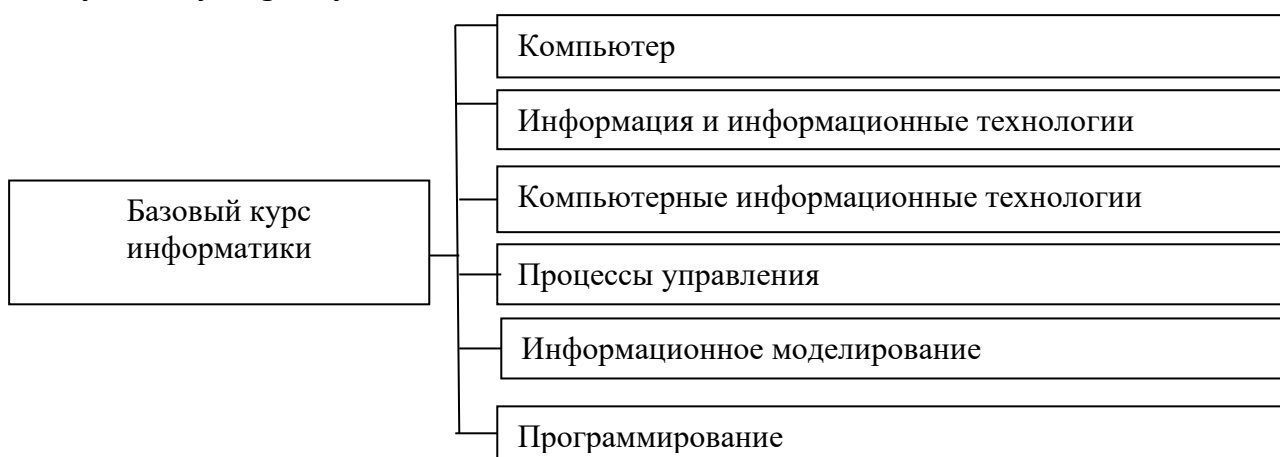 Компьютер
Информация и информационные технологии
Компьютерные информационные технологии
Базовый курс
информатики
Процессы управления
Информационное моделирование
Программирование